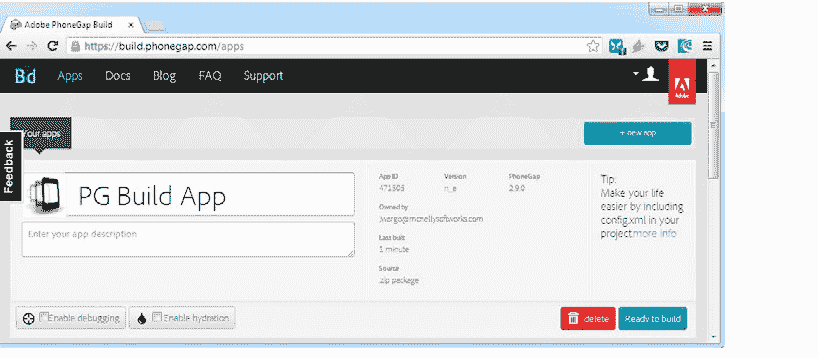 Adobe PhoneGap Build
https://build.phonegap.com/apps
Bd Apps Docs Blog FAQ Support
Adobe
Your apps
+ new app
Feedback
PG Build App
Enter your app description
App ID Version PhoneGap
471505 n_e 2.9.0
Owned by
@mcnellysoftworks.com
Last built
1 minute
Source
.zip package
Tip:
Make your life
easier by including
config.xml in your
project.more info
Enable debugging
Enable hydration
delete
Ready to build